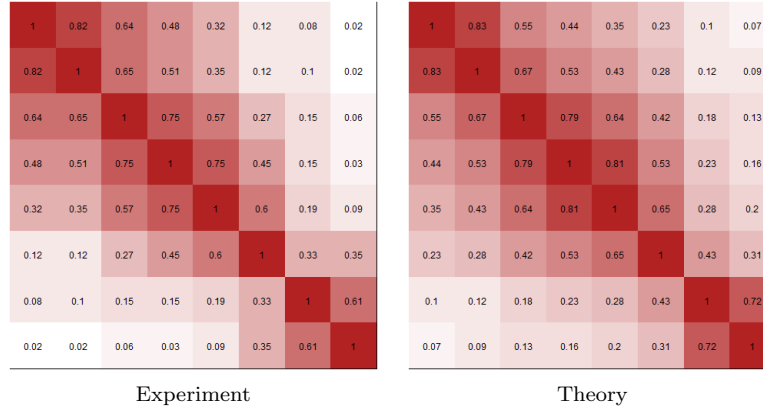 1 0.82 0.64 0.48 0.32 0.12 0.08 0.02
0.82 1 0.65 0.51 0.35 0.12 0.1 0.02
0.64 0.65 1 0.75 0.57 0.27 0.15 0.06
0.48 0.51 0.75 1 0.75 0.45 0.15 0.03
0.32 0.35 0.57 0.75 1 0.6 0.19 0.09
0.12 0.12 0.27 0.45 0.6 1 0.33 0.35
0.08 0.1 0.15 0.15 0.19 0.33 1 0.61
0.02 0.02 0.06 0.03 0.09 0.35 0.61 1
Experiment
1 0.83 0.55 0.44 0.35 0.23 0.1 0.07
0.83 1 0.67 0.53 0.43 0.28 0.12 0.09
0.55 0.67 1 0.79 0.64 0.42 0.18 0.13
0.44 0.53 0.79 1 0.81 0.53 0.23 0.16
0.35 0.43 0.64 0.81 1 0.65 0.28 0.2
0.23 0.28 0.42 0.53 0.65 1 0.43 0.31
0.1 0.12 0.18 0.23 0.28 0.43 1 0.72
0.07 0.09 0.13 0.16 0.2 0.31 0.72 1
Theory